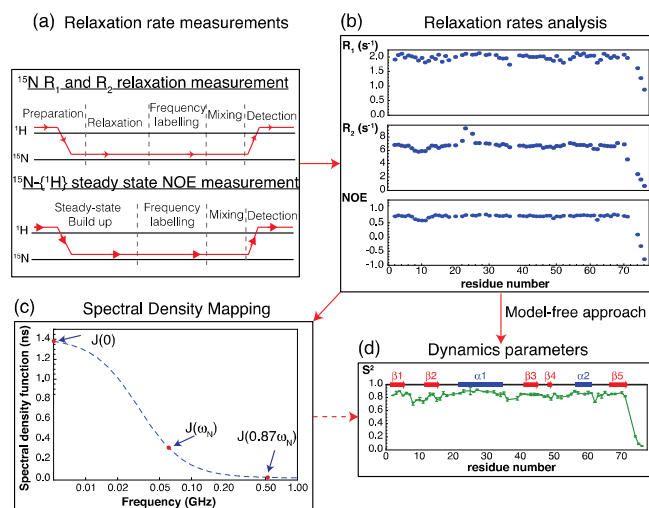 (a) Relaxation rate measurements
¹⁵N R₁ and R₂ relaxation measurement
Preparation
Relaxation
Frequency
labelling
Mixing
Detection
¹H
¹⁵N
¹⁵N-{¹H} steady state NOE measurement
Steady-state
Build up
Frequency
labelling
Mixing
Detection
¹H
¹⁵N
(b) Relaxation rates analysis
R₁ (s⁻¹)
2.0
1.5
1.0
0.5
0
R₂ (s⁻¹)
8
6
4
2
0
NOE
1.0
0.5
0.0
-1.0
0 10 20 30 40 50 60 70
residue number
Model-free approach
(c) Spectral Density Mapping
Spectral density function (ns)
1.4
1.2
0.8
0.4
0.0
J(0)
J(ωN)
J(0.87ωN)
0.01 0.05 0.10 0.20 0.50 1.00
Frequency (GHz)
(d) Dynamics parameters
S²
β1 β2 α1 β3 β4 α2 β5
1.0
0.8
0.6
0.4
0.2
0.0
0 10 20 30 40 50 60 70
residue number